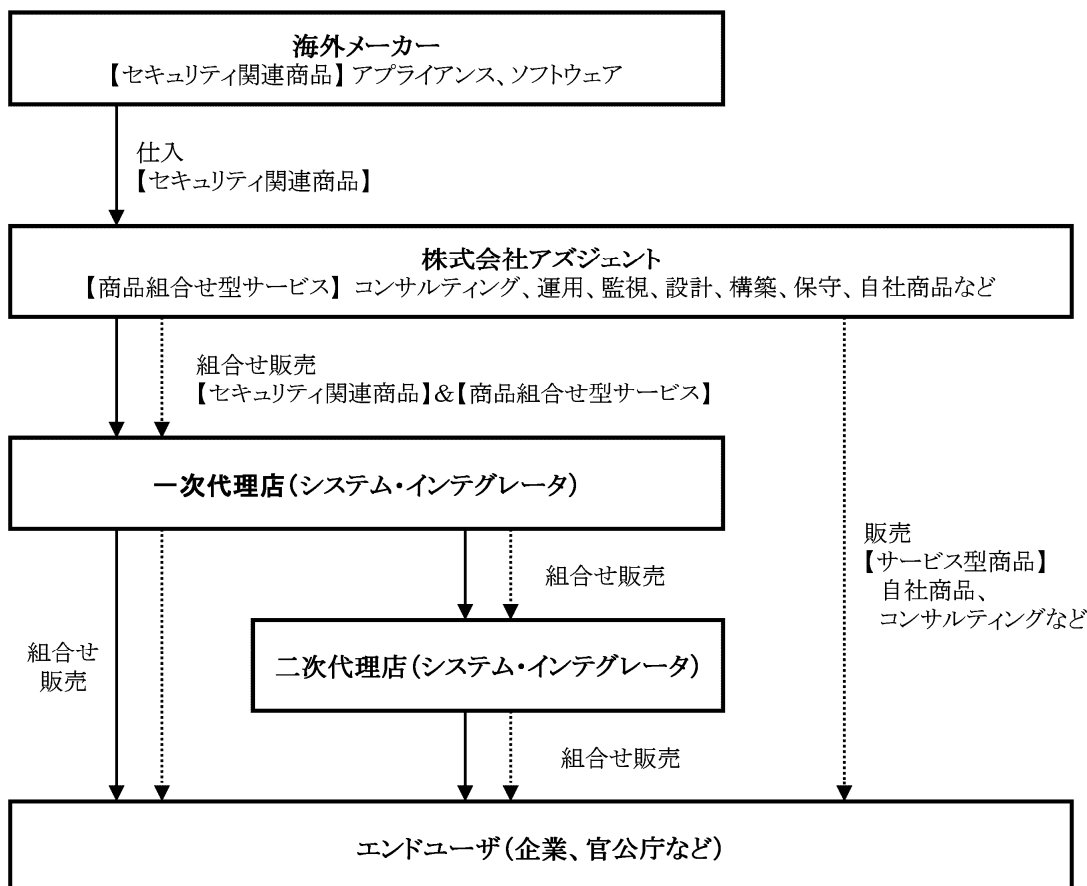 海外メーカー
【セキュリティ関連商品】 アプライアンス、ソフトウェア
仕入
【セキュリティ関連商品】
株式会社アズジェント
【商品組合せ型サービス】 コンサルティング、運用、監視、設計、構築、保守、自社商品など
組合せ販売
【セキュリティ関連商品】&【商品組合せ型サービス】
一次代理店(システム・インテグレータ)
組合せ販売
販売
【サービス型商品】
自社商品、
コンサルティングなど
組合せ
販売
二次代理店(システム・インテグレータ)
組合せ販売
エンドユーザ(企業、官公庁など)